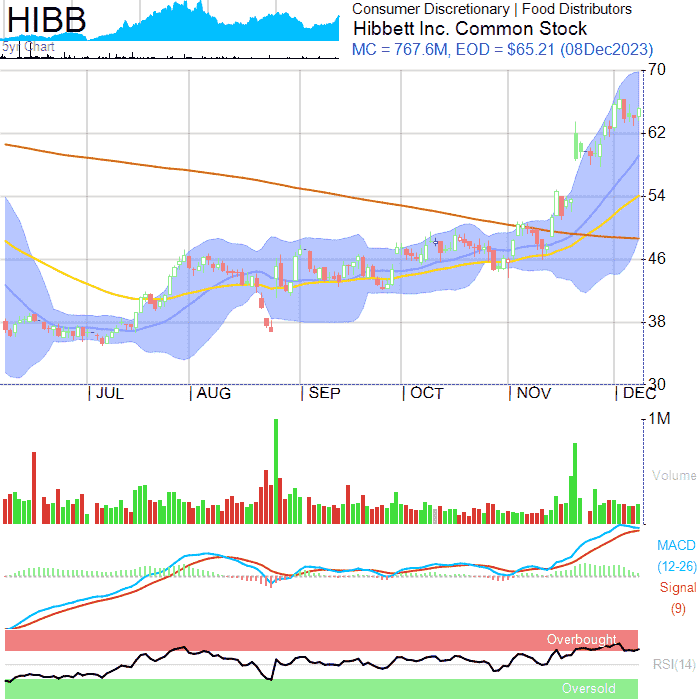 HIBB
5yr Chart
Consumer Discretionary | Food Distributors
Hibbett Inc. Common Stock
MC = 767.6M, EOD = $65.21 (08Dec2023)
70
62
54
46
38
30
JUL AUG SEP OCT NOV DEC
1M
Volume
MACD
(12-26)
Signal
(9)
Overbought
RSI(14)
Oversold